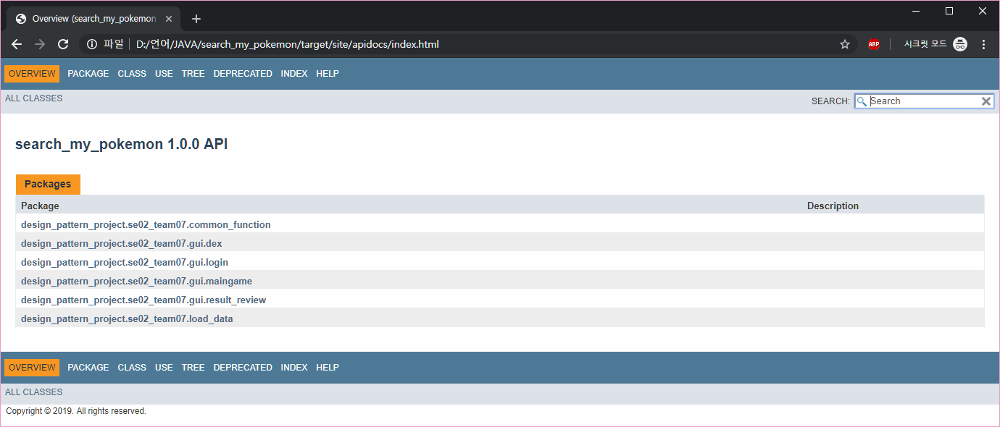 Overview (search_my_pokemon
파일 D:/언어/JAVA/search_my_pokemon/target/site/apidocs/index.html ABP 시크릿 모드
OVERVIEW PACKAGE CLASS USE TREE DEPRECATED INDEX HELP
ALL CLASSES SEARCH: Search
search_my_pokemon 1.0.0 API
Packages
Package Description
design_pattern_project.se02_team07.common_function
design_pattern_project.se02_team07.gui.dex
design_pattern_project.se02_team07.gui.login
design_pattern_project.se02_team07.gui.maingame
design_pattern_project.se02_team07.gui.result_review
design_pattern_project.se02_team07.load_data
OVERVIEW PACKAGE CLASS USE TREE DEPRECATED INDEX HELP
ALL CLASSES
Copyright © 2019. All rights reserved.